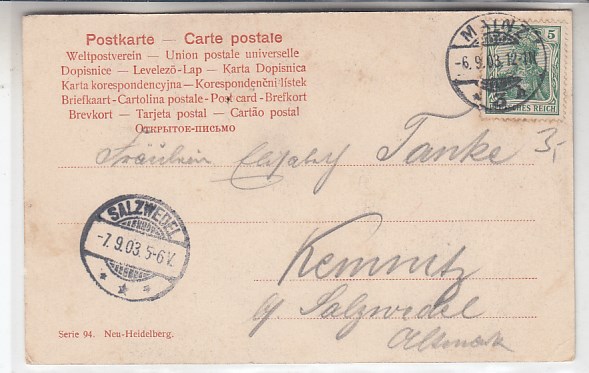 Postkarte — Carte postale
Weltpostverein — Union postale universelle
Dopisnice — Levelező-Lap — Karta Dopisnica
Karta korespondencyjna — Korespondenční lístek
Briefkaart - Cartolina postale - Post card - Brefkort
Brevkort — Tarjeta postal — Cartão postal
Открытое-письмо
MAINZ
-6.9.03.12-1N
5
DEUTSCHES REICH
3,-
Fräulein Elisabeth Tanke
SALZWEDEL
-7.9.03.5-6V.
Kemnitz
b/ Salzwedel
Altmark
Serie 94. Neu-Heidelberg.